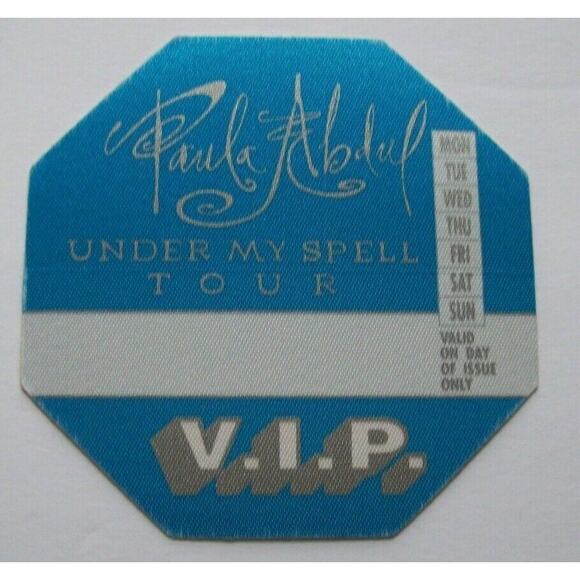 Paula Abdul
UNDER MY SPELL
TOUR
MON
TUE
WED
THU
FRI
SAT
SUN
VALID
ON DAY
OF ISSUE
ONLY
V.I.P.